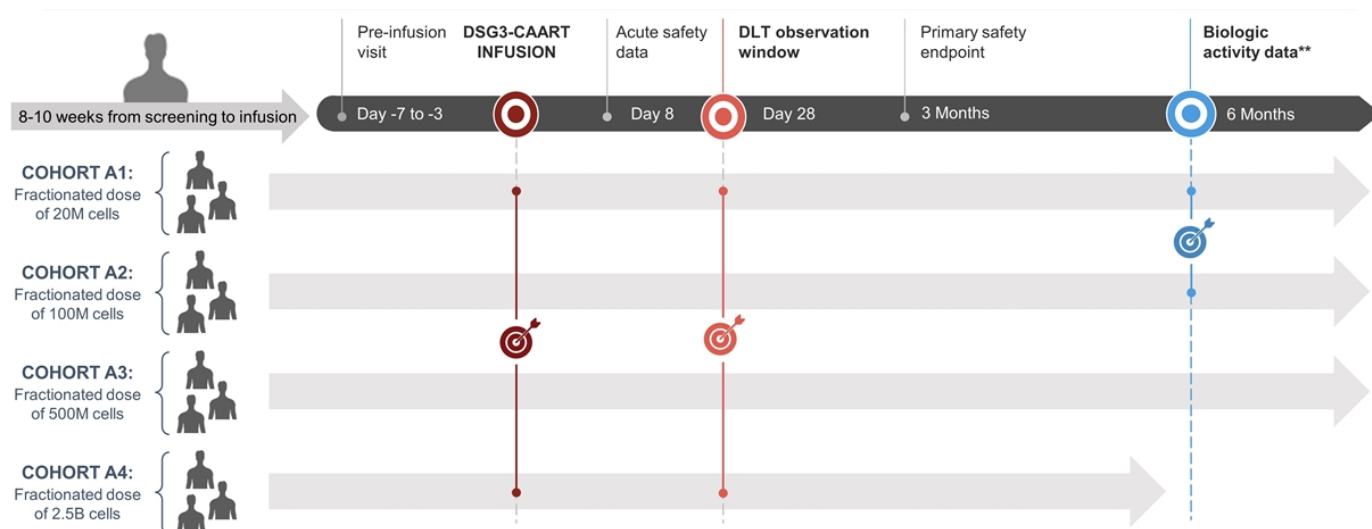 Pre-infusion
visit
DSG3-CAART
INFUSION
Acute safety
data
DLT observation
window
Primary safety
endpoint
Biologic
activity data**
8-10 weeks from screening to infusion
Day -7 to -3
Day 8
Day 28
3 Months
6 Months
COHORT A1:
Fractionated dose
of 20M cells
COHORT A2:
Fractionated dose
of 100M cells
COHORT A3:
Fractionated dose
of 500M cells
COHORT A4:
Fractionated dose
of 2.5B cells